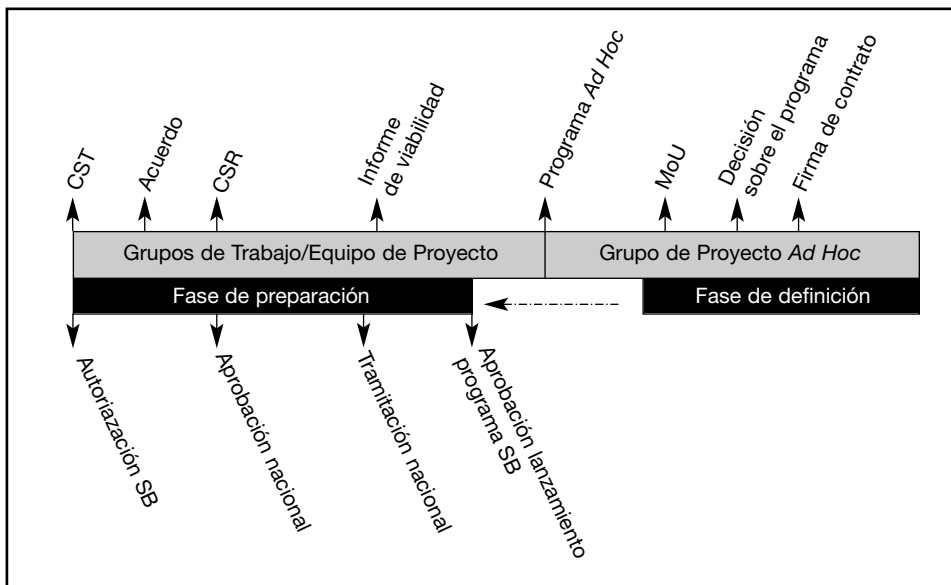 CST
Acuerdo
CSR
Informe
de viabilidad
Programa Ad Hoc
MoU
Decisión
sobre el programa
Firma de contrato
Grupos de Trabajo/Equipo de Proyecto
Grupo de Proyecto Ad Hoc
Fase de preparación
Fase de definición
Autoriazación SB
Aprobación nacional
Tramitación nacional
Aprobación lanzamiento
programa SB